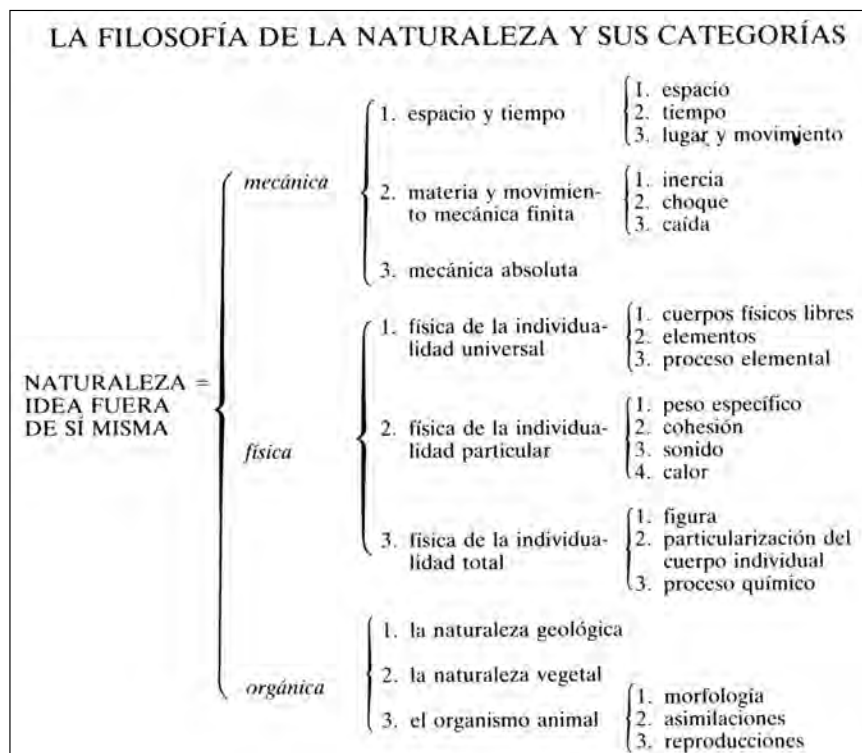 LA FILOSOFÍA DE LA NATURALEZA Y SUS CATEGORÍAS
NATURALEZA =
IDEA FUERA
DE SÍ MISMA
mecánica
1. espacio y tiempo
1. espacio
2. tiempo
3. lugar y movimiento
2. materia y movimien-
to mecánica finita
1. inercia
2. choque
3. caída
3. mecánica absoluta
física
1. física de la individu-
alidad universal
1. cuerpos físicos libres
2. elementos
3. proceso elemental
2. física de la individua-
lidad particular
1. peso específico
2. cohesión
3. sonido
4. calor
3. física de la individua-
lidad total
1. figura
2. particularización del
cuerpo individual
3. proceso químico
orgánica
1. la naturaleza geológica
2. la naturaleza vegetal
3. el organismo animal
1. morfología
2. asimilaciones
3. reproducciones